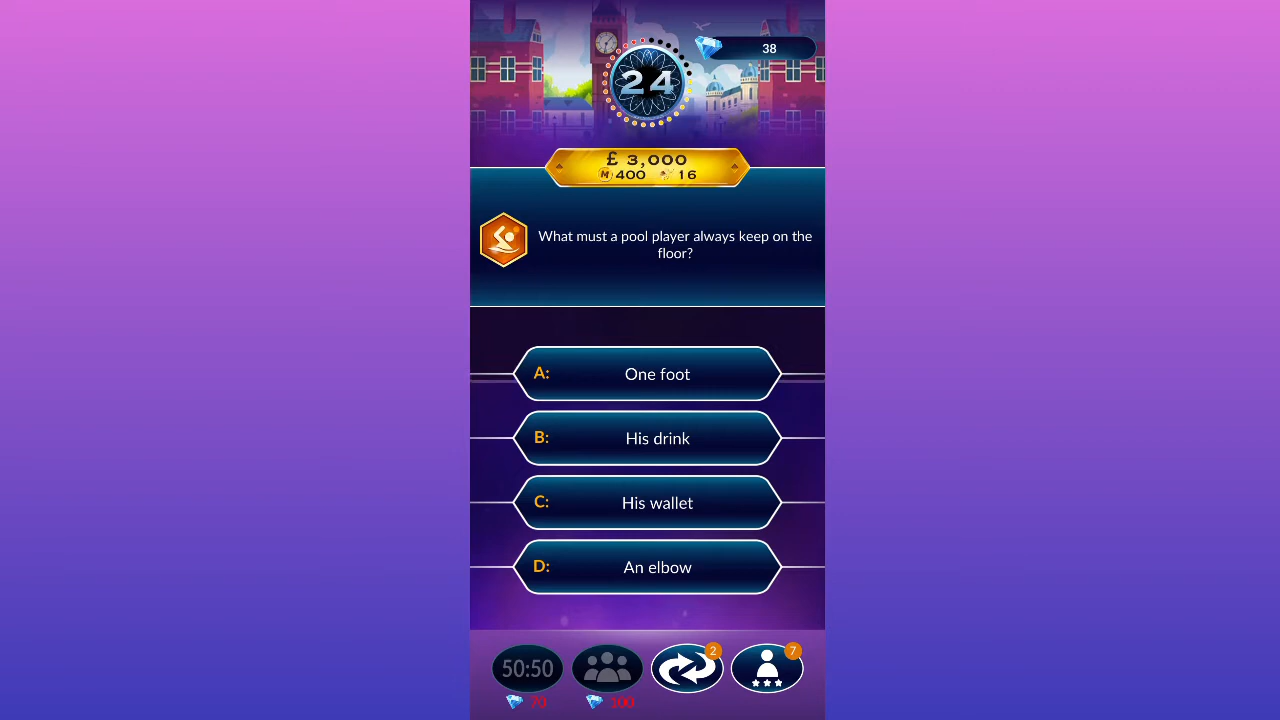 38
24
£ 3,000
M 400 16
What must a pool player always keep on the
floor?
A: One foot
B: His drink
C: His wallet
D: An elbow
2
7
50:50
70
100